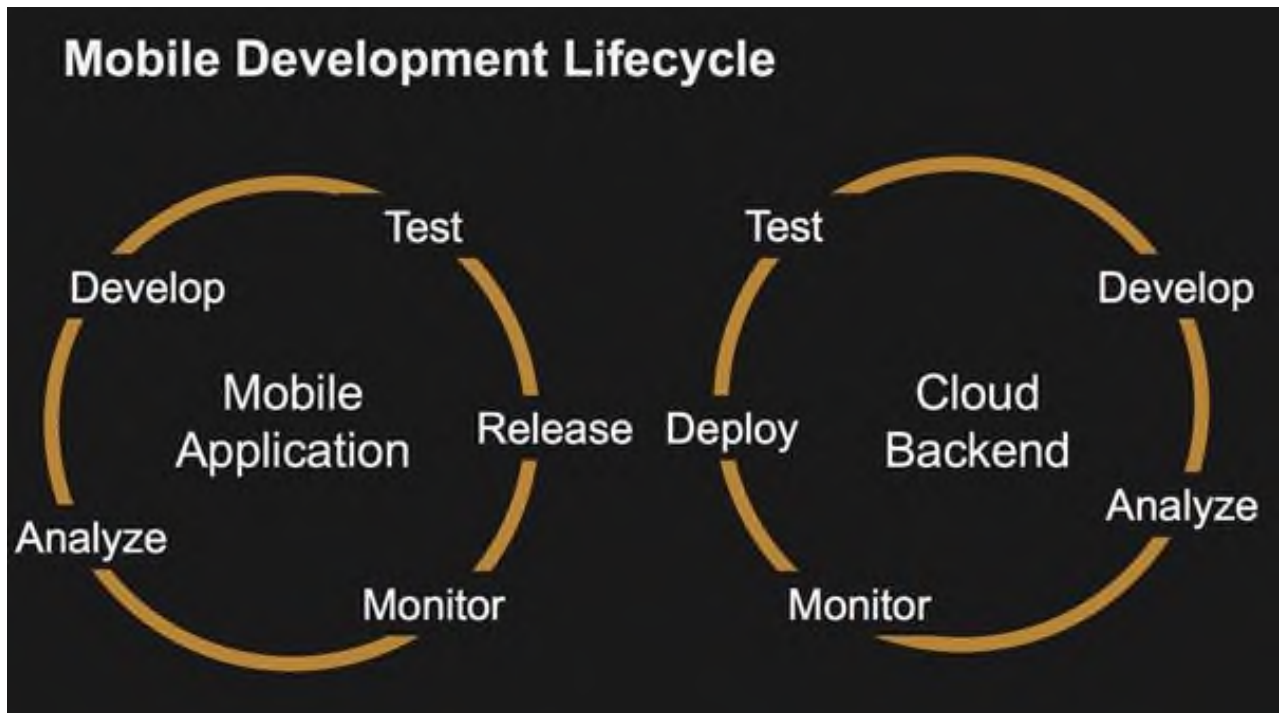 Mobile Development Lifecycle
Test
Develop
Mobile
Application
Release
Analyze
Monitor
Test
Develop
Cloud
Backend
Deploy
Analyze
Monitor